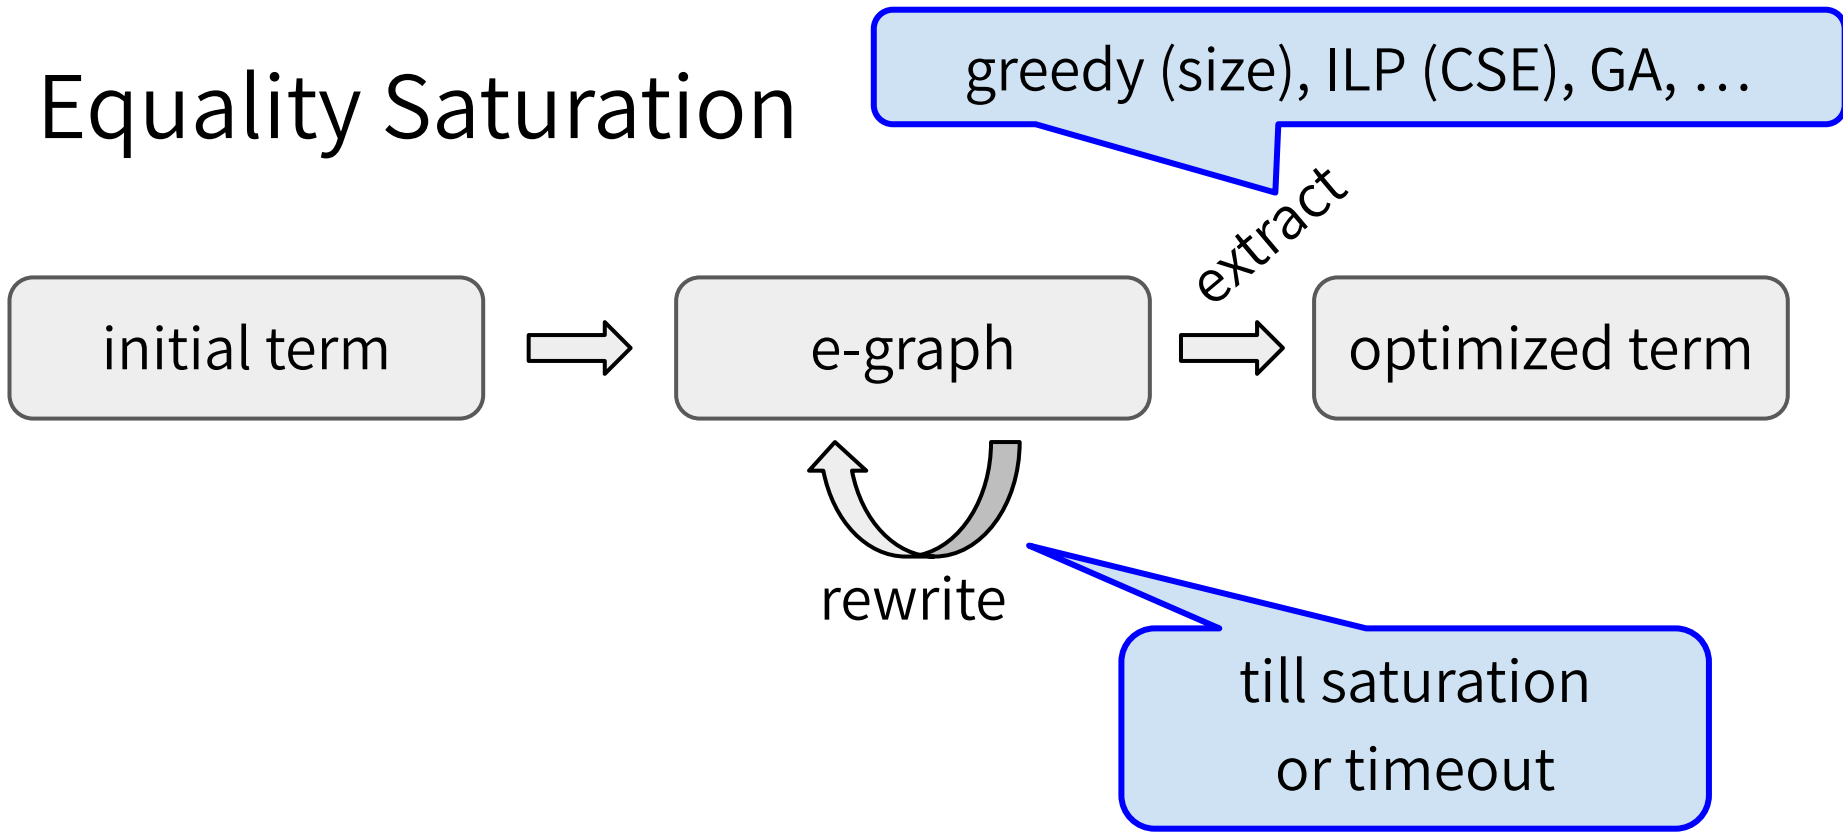 Equality Saturation
greedy (size), ILP (CSE), GA, …
extract
initial term
e-graph
optimized term
rewrite
till saturation
or timeout